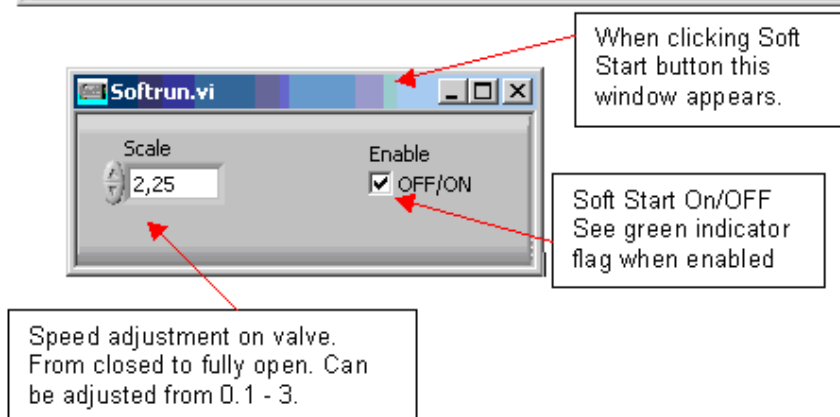 When clicking Soft
Start button this
window appears.
Softrun.vi
Scale
Enable
2,25
OFF/ON
Soft Start On/OFF
See green indicator
flag when enabled
Speed adjustment on valve.
From closed to fully open. Can
be adjusted from 0.1 - 3.